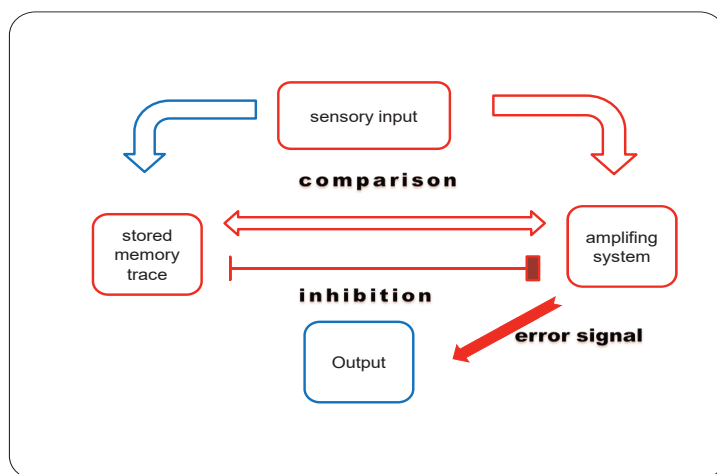 sensory input
comparison
stored
memory
trace
amplifing
system
inhibition
error signal
Output